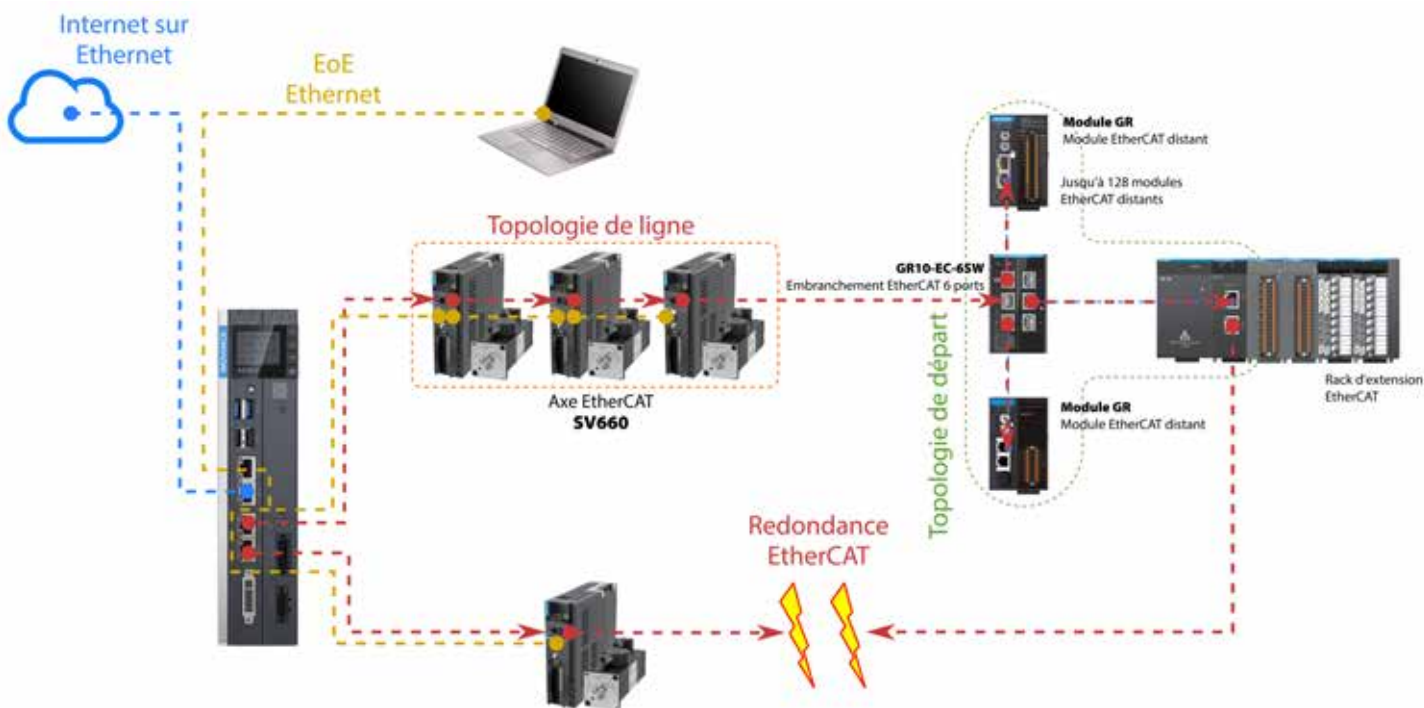 Internet sur
Ethernet
EoE
Ethernet
Module GR
Module EtherCAT distant
Jusqu'à 128 modules
EtherCAT distants
Topologie de ligne
GR10-EC-6SW
Embranchement EtherCAT 6 ports
Axe EtherCAT
SV660
Topologie de départ
Rack d'extension
EtherCAT
Module GR
Module EtherCAT distant
Redondance
EtherCAT